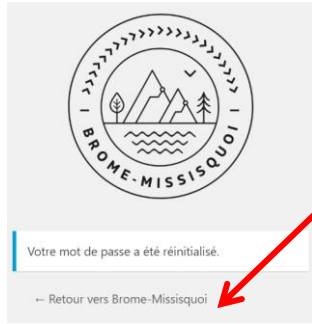 BROME-MISSISQUOI
Votre mot de passe a été réinitialisé.
← Retour vers Brome-Missisquoi